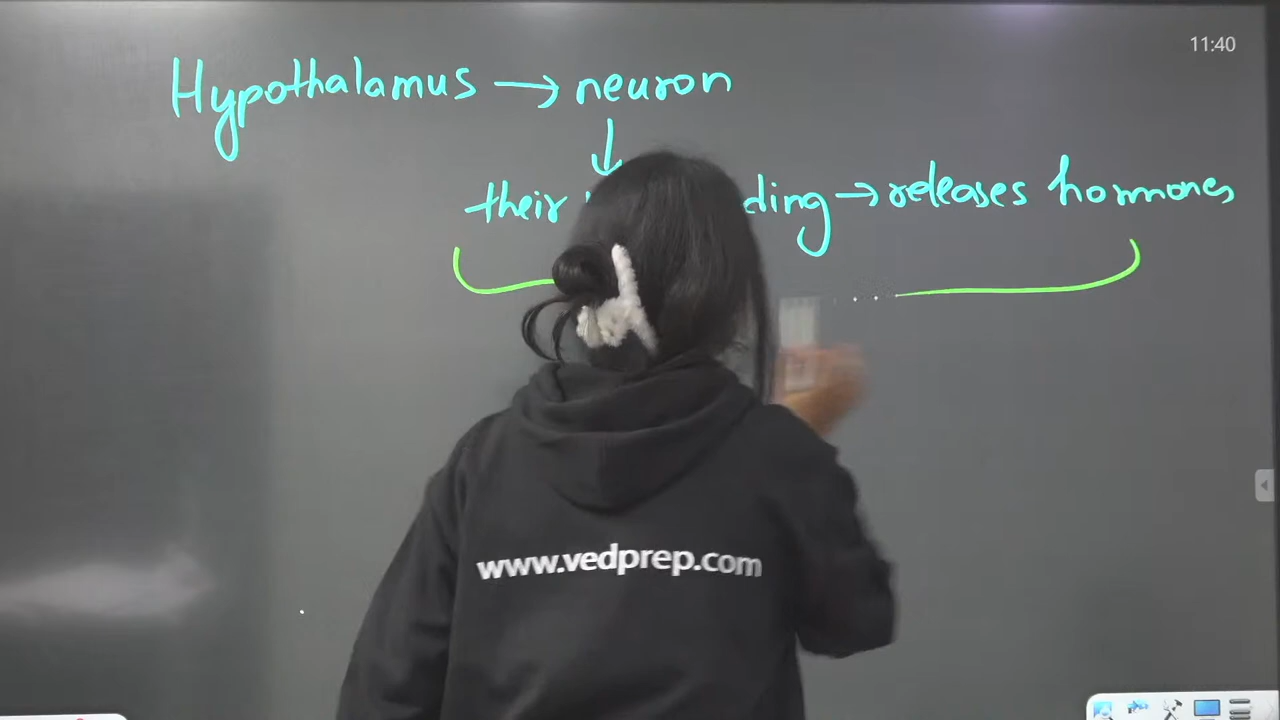 11:40
Hypothalamus → neuron
↓
their ding → releases hormones
www.vedprep.com